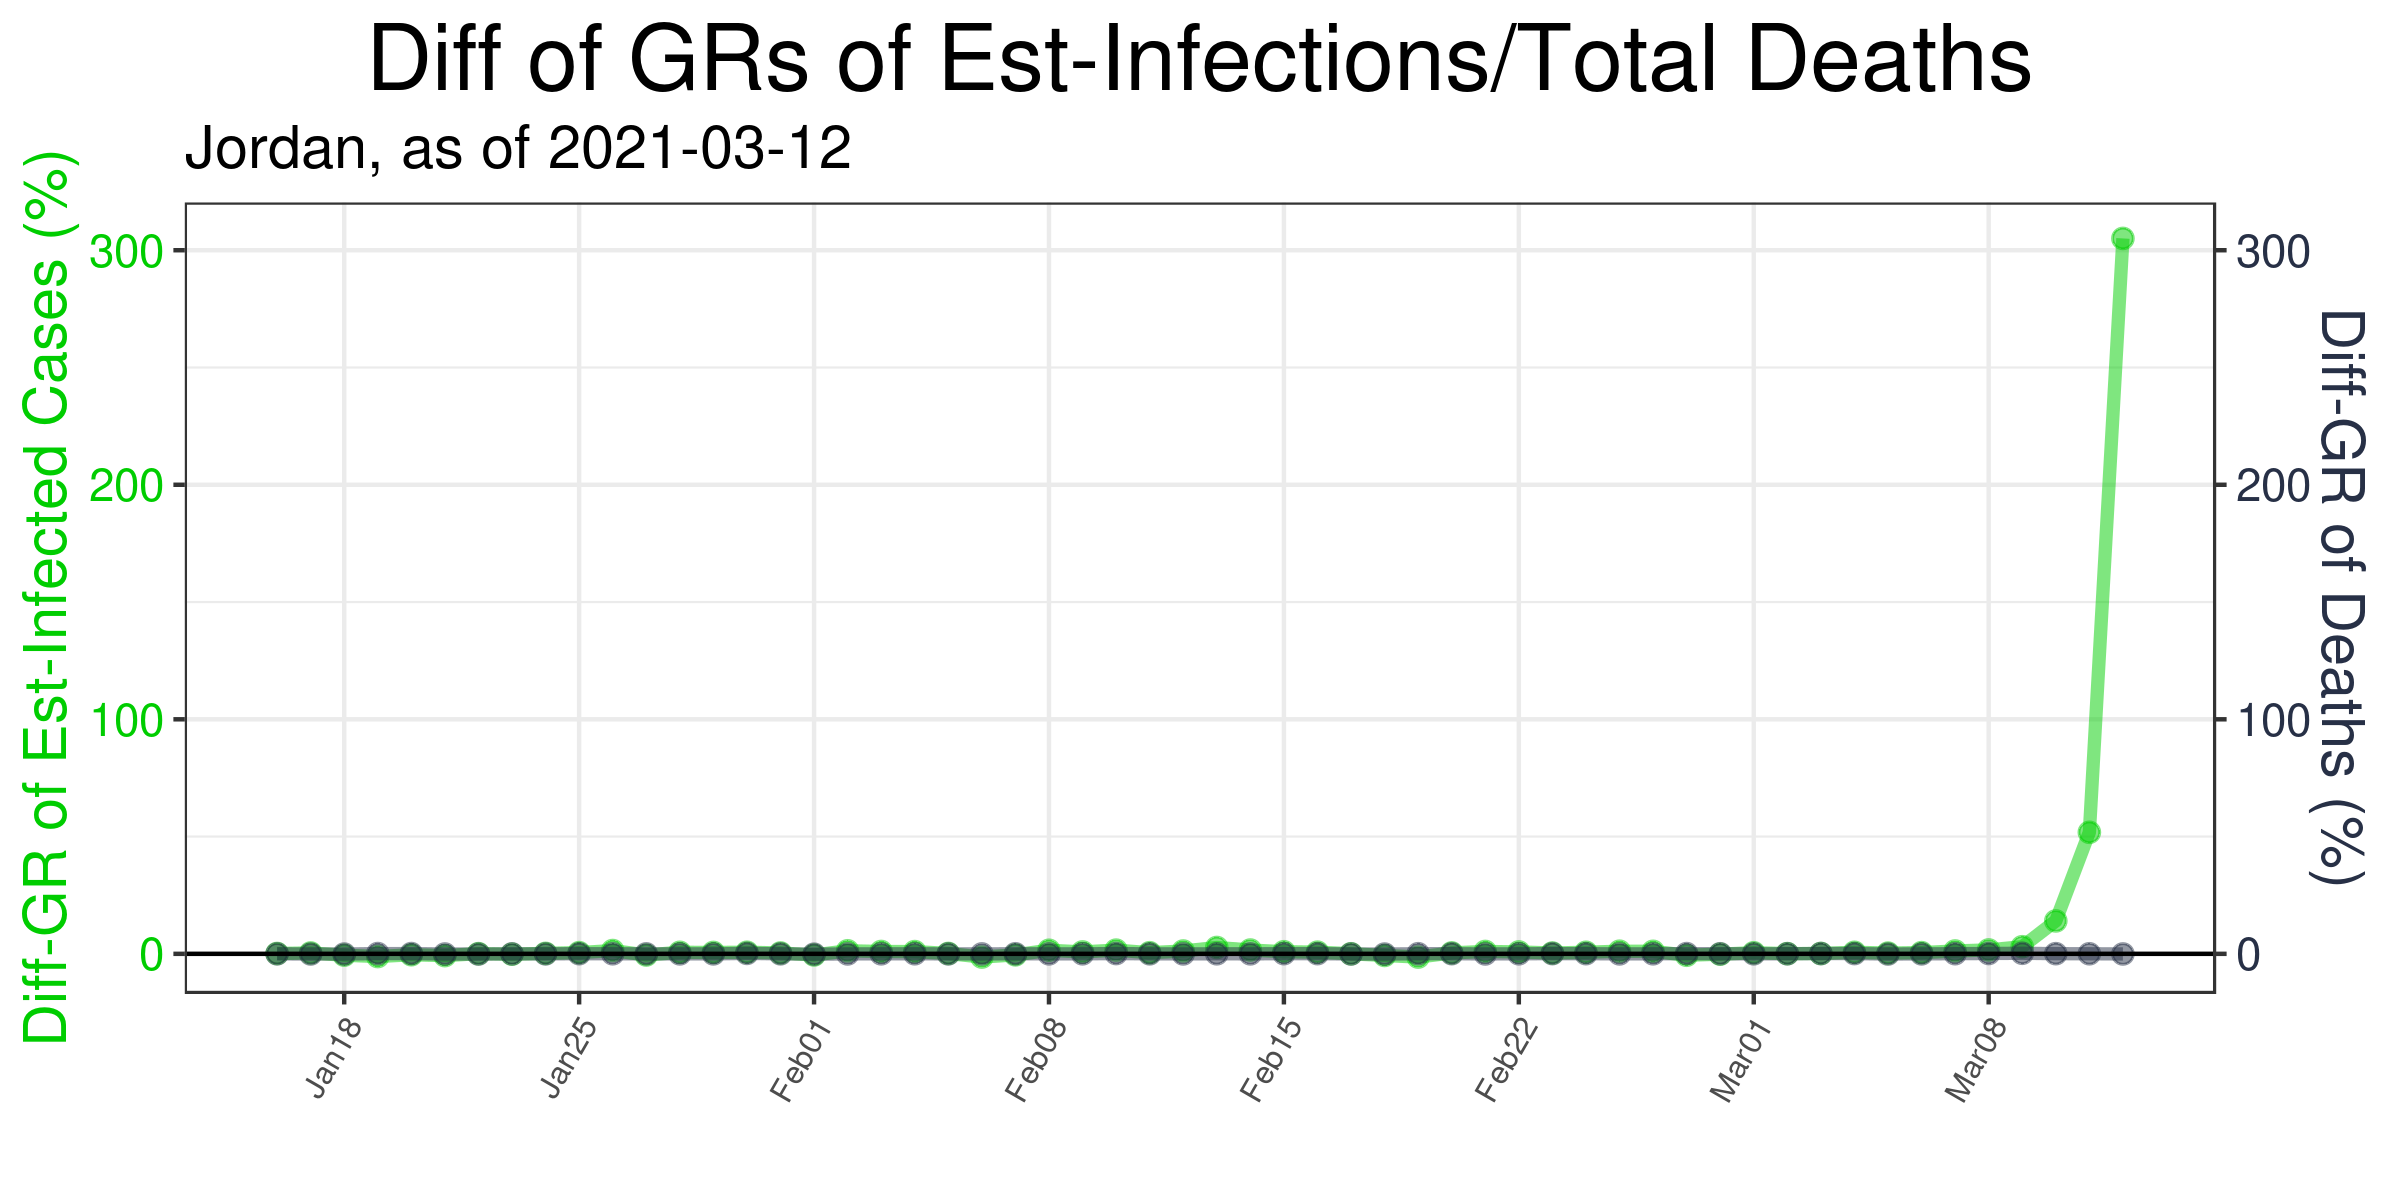 Diff of GRs of Est-Infections/Total Deaths
Jordan, as of 2021-03-12
Diff-GR of Est-Infected Cases (%)
300
200
100
0
300
200
100
0
Diff-GR of Deaths (%)
Jan18
Jan25
Feb01
Feb08
Feb15
Feb22
Mar01
Mar08